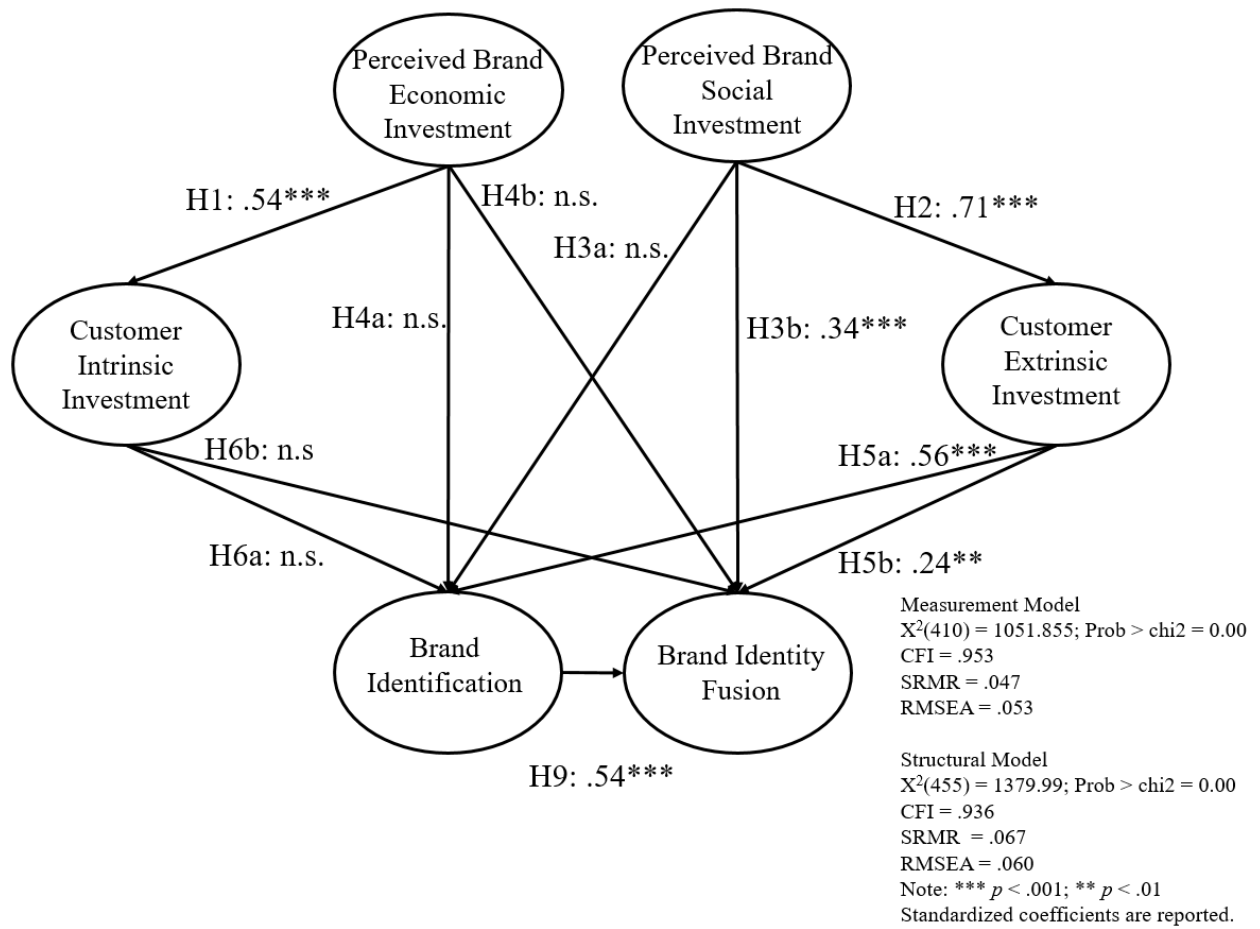 Perceived Brand
Economic
Investment
Perceived Brand
Social
Investment
H1: .54***
H4b: n.s.
H2: .71***
H3a: n.s.
H4a: n.s.
H3b: .34***
Customer
Intrinsic
Investment
Customer
Extrinsic
Investment
H6b: n.s
H5a: .56***
H6a: n.s.
H5b: .24**
Brand
Identification
Brand Identity
Fusion
H9: .54***
Measurement Model
X²(410) = 1051.855; Prob > chi2 = 0.00
CFI = .953
SRMR = .047
RMSEA = .053
Structural Model
X²(455) = 1379.99; Prob > chi2 = 0.00
CFI = .936
SRMR = .067
RMSEA = .060
Note: *** p < .001; ** p < .01
Standardized coefficients are reported.